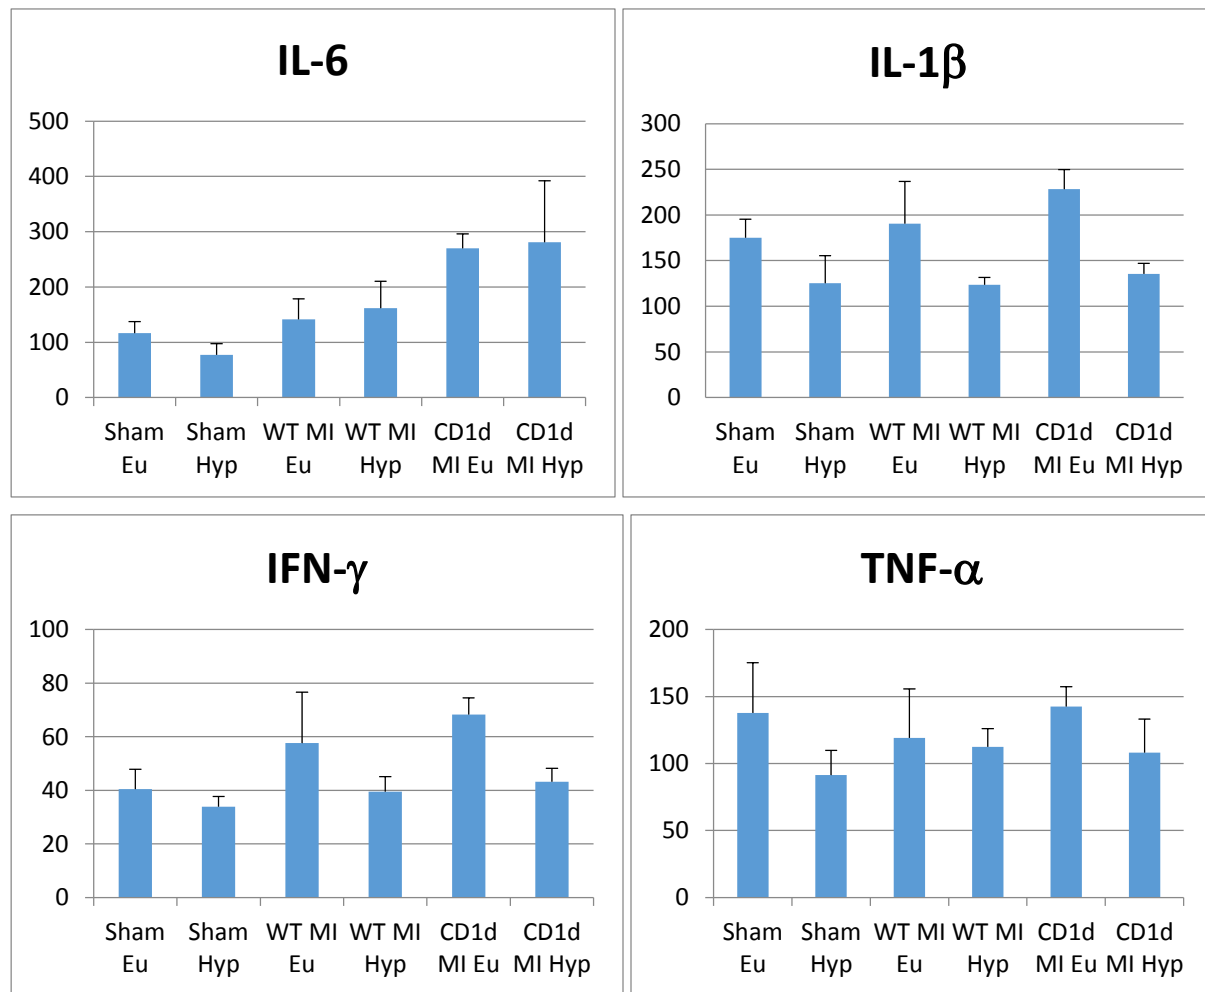 IL-6
500
400
300
200
100
0
Sham Eu
Sham Hyp
WT MI Eu
WT MI Hyp
CD1d MI Eu
CD1d MI Hyp
IL-1β
300
250
200
150
100
50
0
Sham Eu
Sham Hyp
WT MI Eu
WT MI Hyp
CD1d MI Eu
CD1d MI Hyp
IFN-γ
100
80
60
40
20
0
Sham Eu
Sham Hyp
WT MI Eu
WT MI Hyp
CD1d MI Eu
CD1d MI Hyp
TNF-α
200
150
100
50
0
Sham Eu
Sham Hyp
WT MI Eu
WT MI Hyp
CD1d MI Eu
CD1d MI Hyp